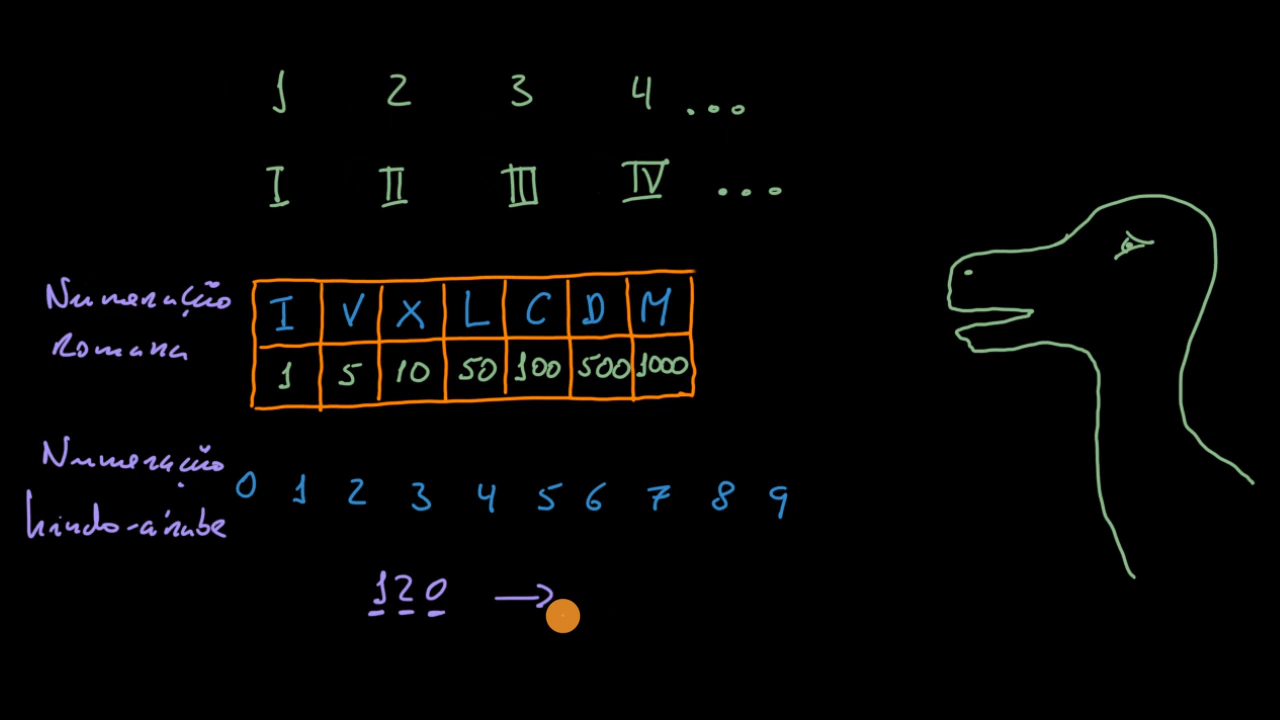 1 2 3 4 ...
I II III IV ...
Numeração
romana
I V X L C D M
1 5 10 50 100 500 1000
Numeração
hindo-arábe
0 1 2 3 4 5 6 7 8 9
120 →